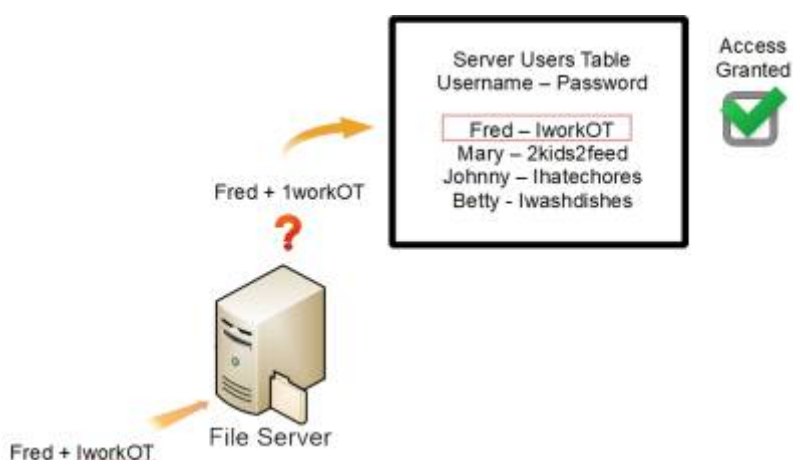 Server Users Table
Username – Password
Fred – IworkOT
Mary – 2kids2feed
Johnny – Ihatechores
Betty - Iwashdishes
Access
Granted
Fred + 1workOT
?
File Server
Fred + IworkOT